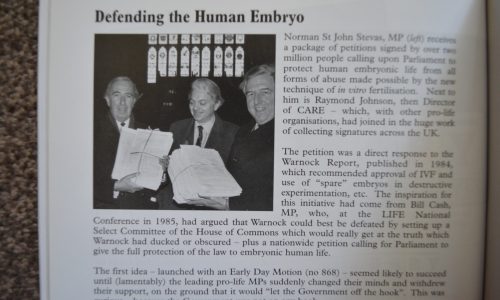 Defending the Human Embryo
Norman St John Stevas, MP (left) receives
a package of petitions signed by over two
million people calling upon Parliament to
protect human embryonic life from all
forms of abuse made possible by the new
technique of in vitro fertilisation. Next to
him is Raymond Johnson, then Director
of CARE – which, with other pro-life
organisations, had joined in the huge work
of collecting signatures across the UK.
The petition was a direct response to the
Warnock Report, published in 1984,
which recommended approval of IVF and
use of "spare" embryos in destructive
experimentation, etc. The inspiration for
this initiative had come from Bill Cash,
MP, who, at the LIFE National
Conference in 1985, had argued that Warnock could best be defeated by setting up a
Select Committee of the House of Commons which would really get at the truth which
Warnock had ducked or obscured – plus a nationwide petition calling for Parliament to
give the full protection of the law to embryonic human life.
The first idea – launched with an Early Day Motion (no 868) – seemed likely to succeed
until (lamentably) the leading pro-life MPs suddenly changed their minds and withdrew
their support, on the ground that it would "let the Government off the hook". This was